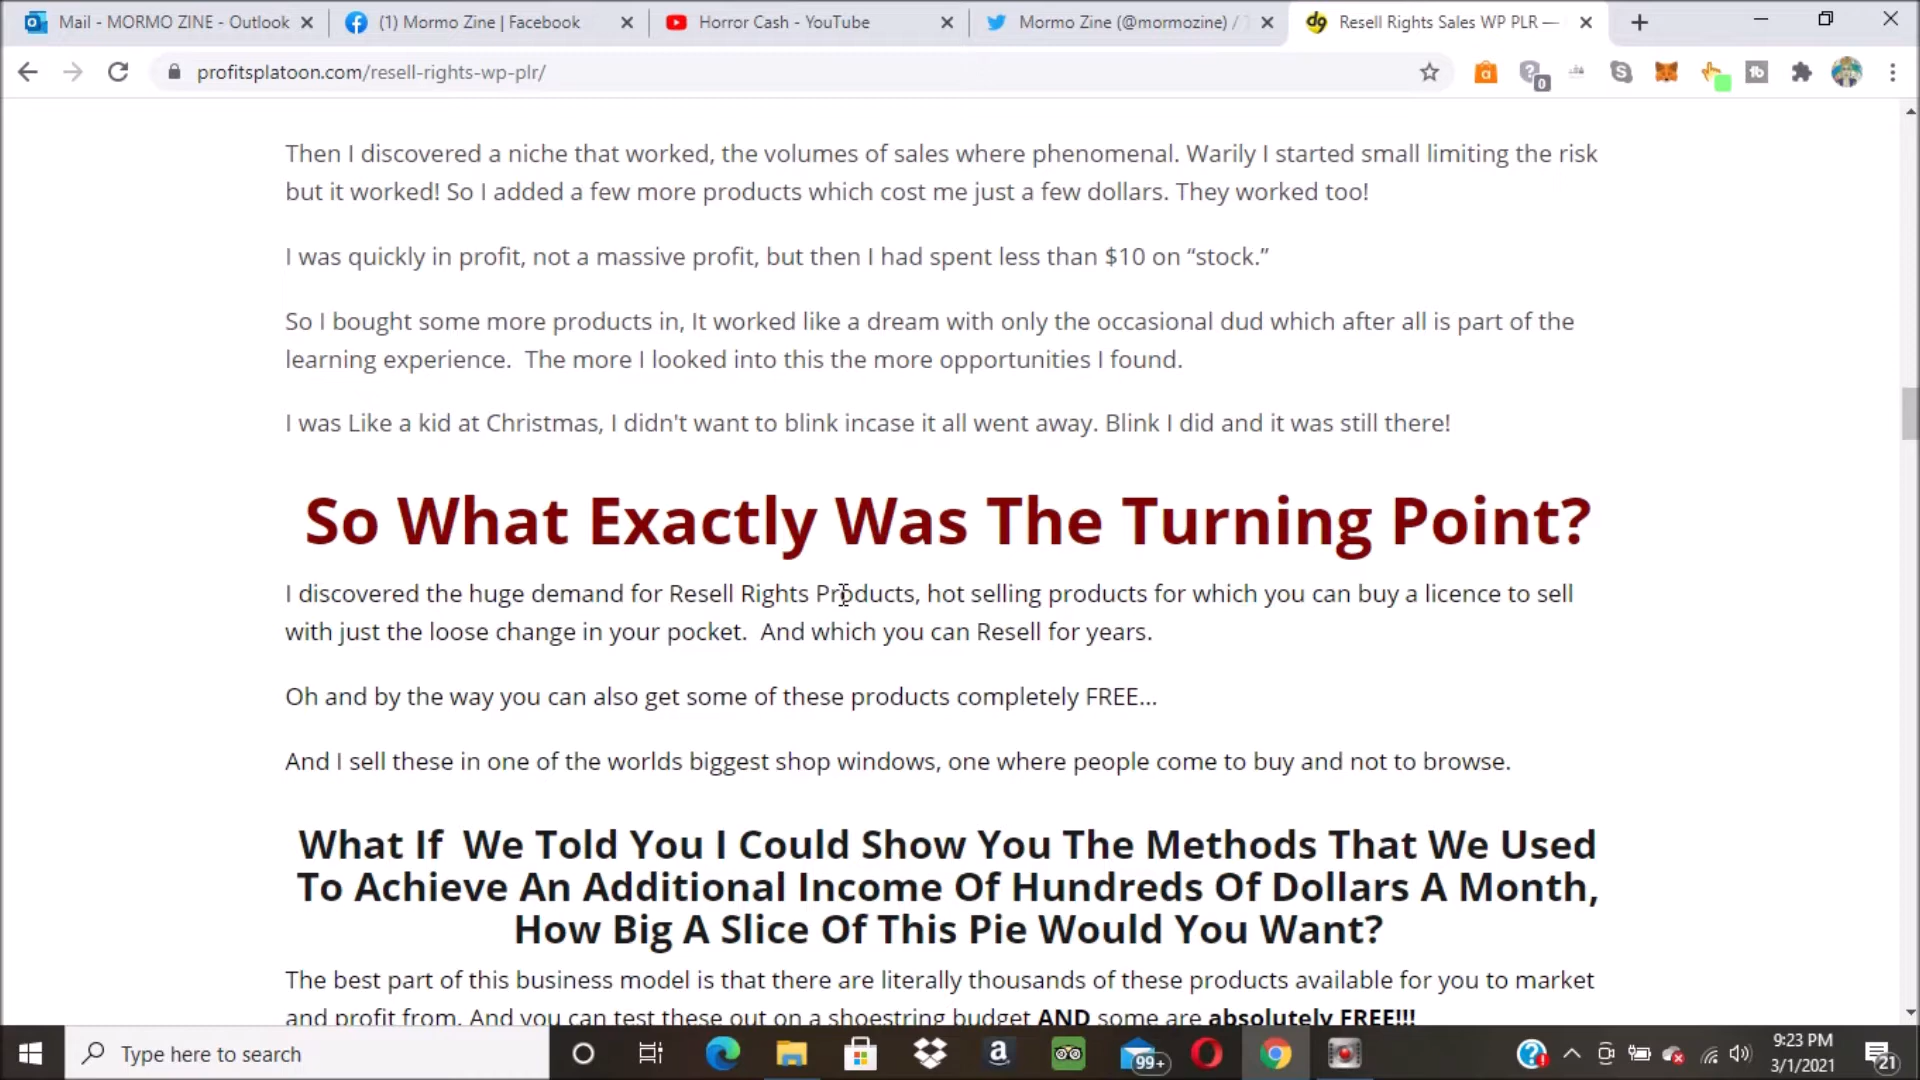 Mail - MORMO ZINE - Outlook
(1) Mormo Zine | Facebook
Horror Cash - YouTube
Mormo Zine (@mormozine) / T
Resell Rights Sales WP PLR —
profitsplatoon.com/resell-rights-wp-plr/
0
Then I discovered a niche that worked, the volumes of sales where phenomenal. Warily I started small limiting the risk
but it worked! So I added a few more products which cost me just a few dollars. They worked too!
I was quickly in profit, not a massive profit, but then I had spent less than $10 on “stock.”
So I bought some more products in, It worked like a dream with only the occasional dud which after all is part of the
learning experience.  The more I looked into this the more opportunities I found.
I was Like a kid at Christmas, I didn't want to blink incase it all went away. Blink I did and it was still there!
So What Exactly Was The Turning Point?
I discovered the huge demand for Resell Rights Products, hot selling products for which you can buy a licence to sell
with just the loose change in your pocket.  And which you can Resell for years.
Oh and by the way you can also get some of these products completely FREE...
And I sell these in one of the worlds biggest shop windows, one where people come to buy and not to browse.
What If  We Told You I Could Show You The Methods That We Used
To Achieve An Additional Income Of Hundreds Of Dollars A Month,
How Big A Slice Of This Pie Would You Want?
The best part of this business model is that there are literally thousands of these products available for you to market
and profit from. And you can test these out on a shoestring budget AND some are absolutely FREE!!!
Type here to search
99+
9:23 PM
3/1/2021
21